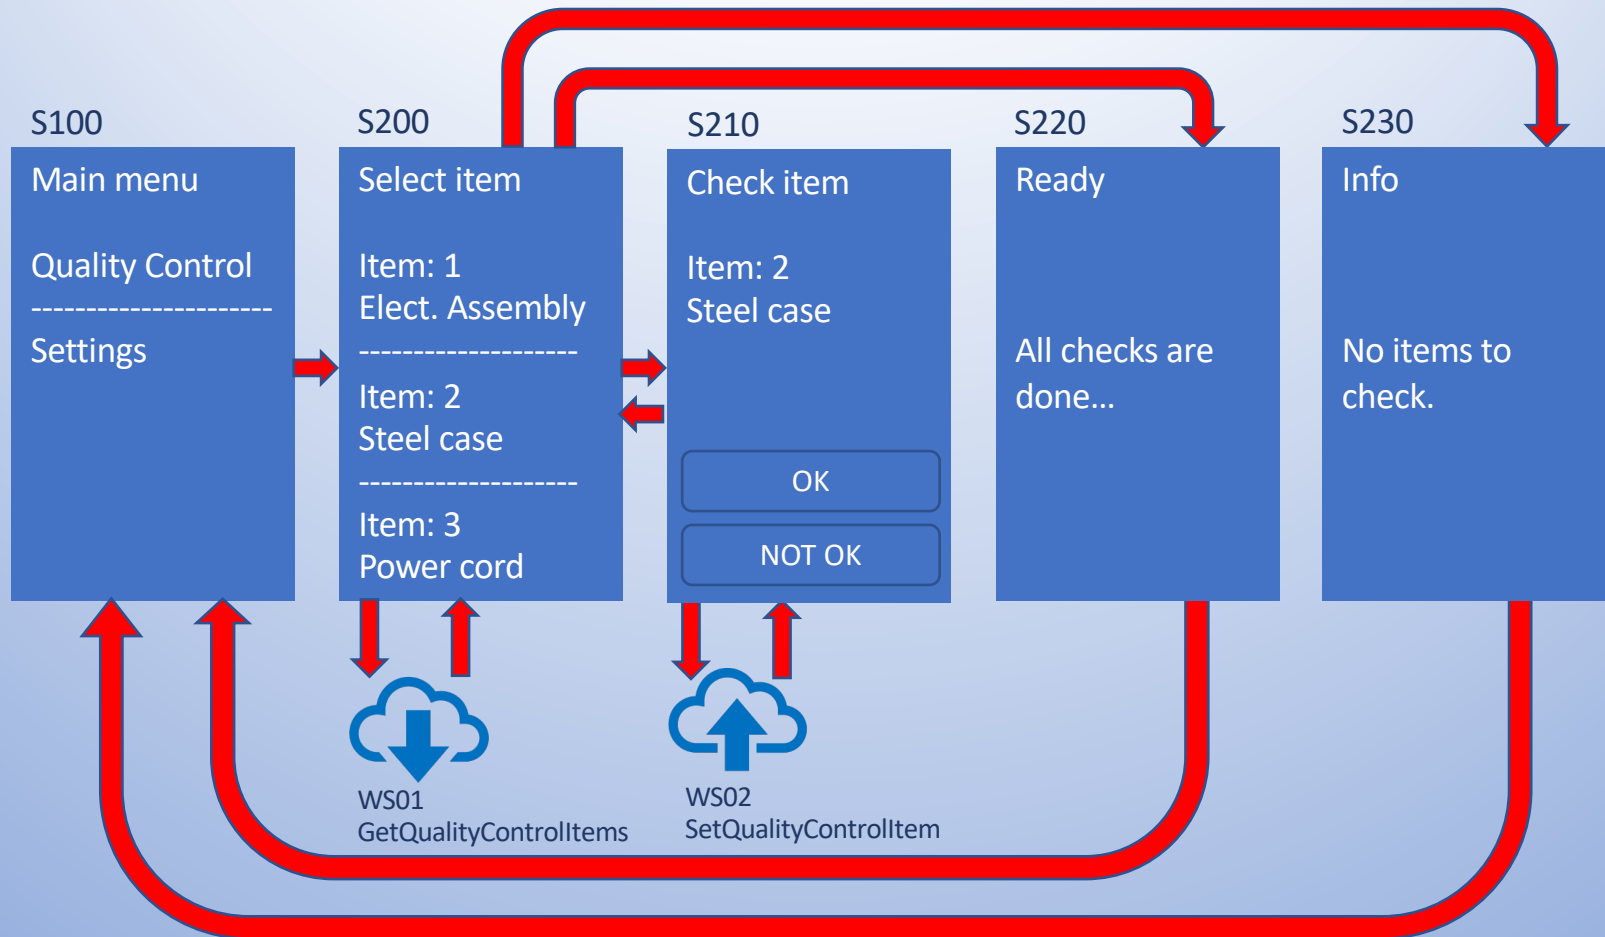 S100
Main menu
Quality Control
----------------------
Settings
S200
Select item
Item: 1
Elect. Assembly
--------------------
Item: 2
Steel case
--------------------
Item: 3
Power cord
S210
Check item
Item: 2
Steel case
OK
NOT OK
S220
Ready
All checks are
done...
S230
Info
No items to
check.
WS01
GetQualityControlItems
WS02
SetQualityControlItem